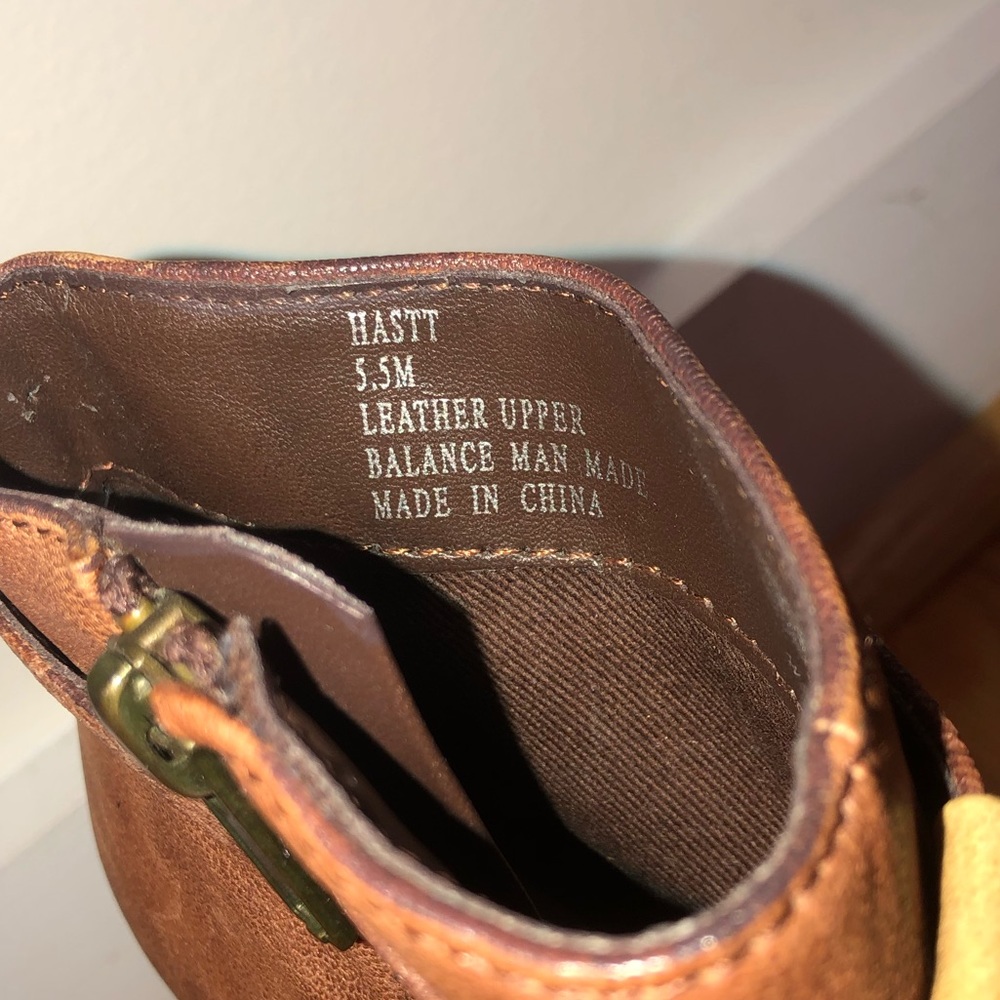 HASTT
5.5M
LEATHER UPPER
BALANCE MAN MADE
MADE IN CHINA